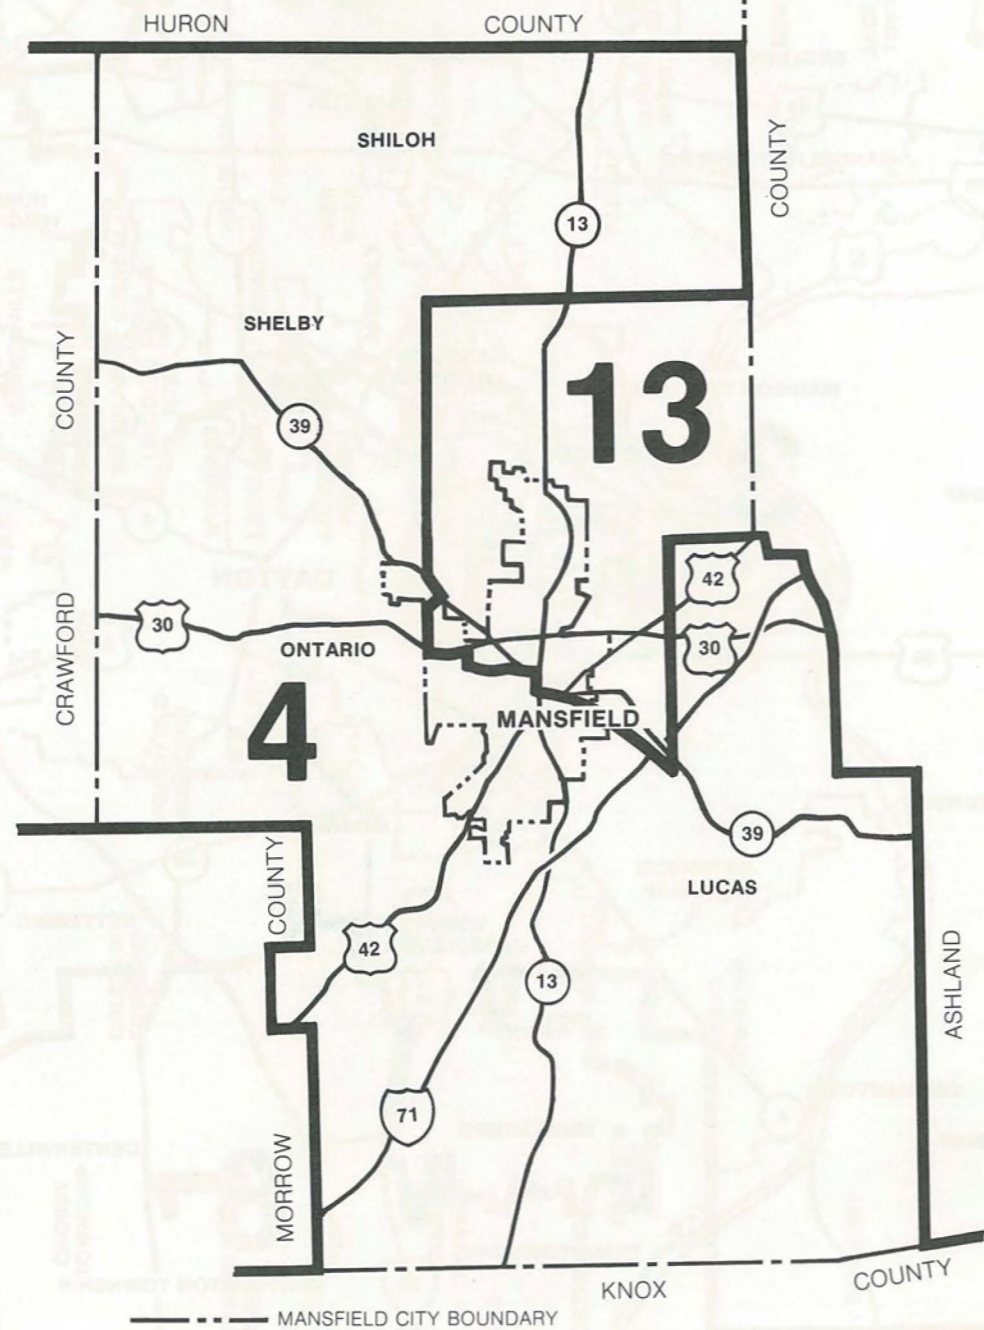 HURON COUNTY
SHILOH
COUNTY
13
SHELBY
COUNTY
13
39
42
CRAWFORD
30
ONTARIO
30
4
MANSFIELD
39
COUNTY
LUCAS
42
ASHLAND
13
71
MORROW
KNOX COUNTY
MANSFIELD CITY BOUNDARY